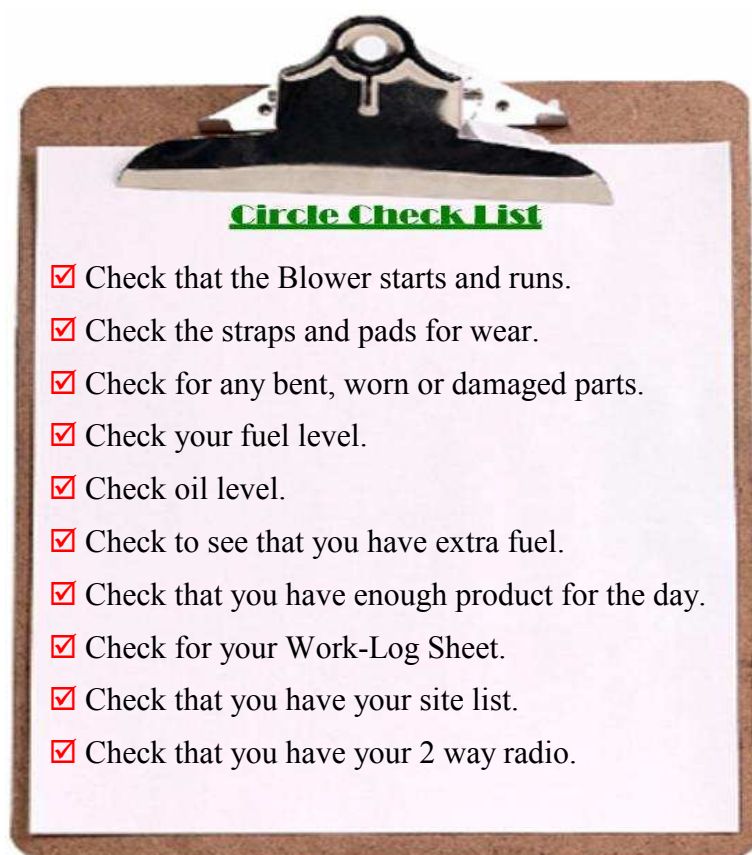 Circle Check List
☑ Check that the Blower starts and runs.
☑ Check the straps and pads for wear.
☑ Check for any bent, worn or damaged parts.
☑ Check your fuel level.
☑ Check oil level.
☑ Check to see that you have extra fuel.
☑ Check that you have enough product for the day.
☑ Check for your Work-Log Sheet.
☑ Check that you have your site list.
☑ Check that you have your 2 way radio.